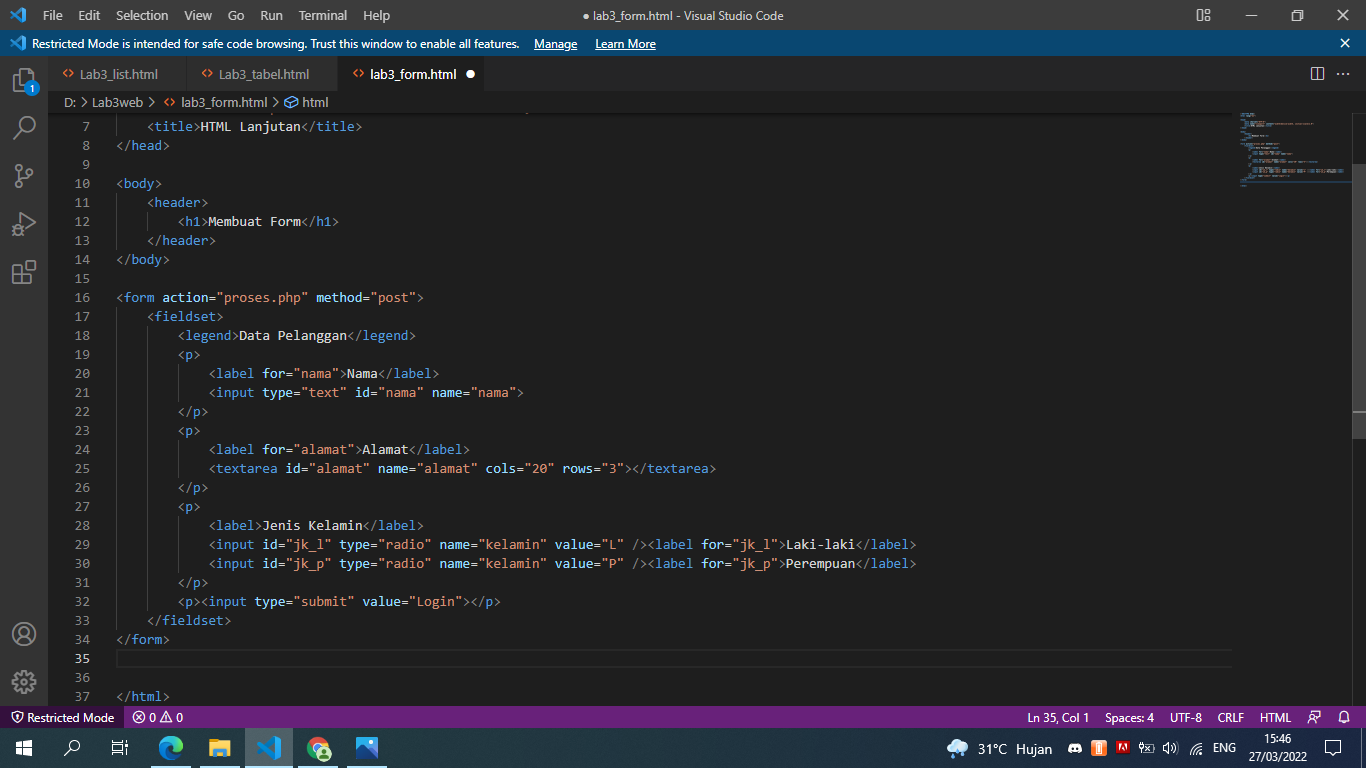 File Edit Selection View Go Run Terminal Help ● lab3_form.html - Visual Studio Code
Restricted Mode is intended for safe code browsing. Trust this window to enable all features. Manage Learn More
1
<> Lab3_list.html <> Lab3_tabel.html <> lab3_form.html ●
D: > Lab3web > <> lab3_form.html > html
7 <title>HTML Lanjutan</title>
8 </head>
9
10 <body>
11 <header>
12 <h1>Membuat Form</h1>
13 </header>
14 </body>
15
16 <form action="proses.php" method="post">
17 <fieldset>
18 <legend>Data Pelanggan</legend>
19 <p>
20 <label for="nama">Nama</label>
21 <input type="text" id="nama" name="nama">
22 </p>
23 <p>
24 <label for="alamat">Alamat</label>
25 <textarea id="alamat" name="alamat" cols="20" rows="3"></textarea>
26 </p>
27 <p>
28 <label>Jenis Kelamin</label>
29 <input id="jk_l" type="radio" name="kelamin" value="L" /><label for="jk_l">Laki-laki</label>
30 <input id="jk_p" type="radio" name="kelamin" value="P" /><label for="jk_p">Perempuan</label>
31 </p>
32 <p><input type="submit" value="Login"></p>
33 </fieldset>
34 </form>
35
36
37 </html>
Restricted Mode 0 0 Ln 35, Col 1 Spaces: 4 UTF-8 CRLF HTML
31°C Hujan ENG 15:46
27/03/2022